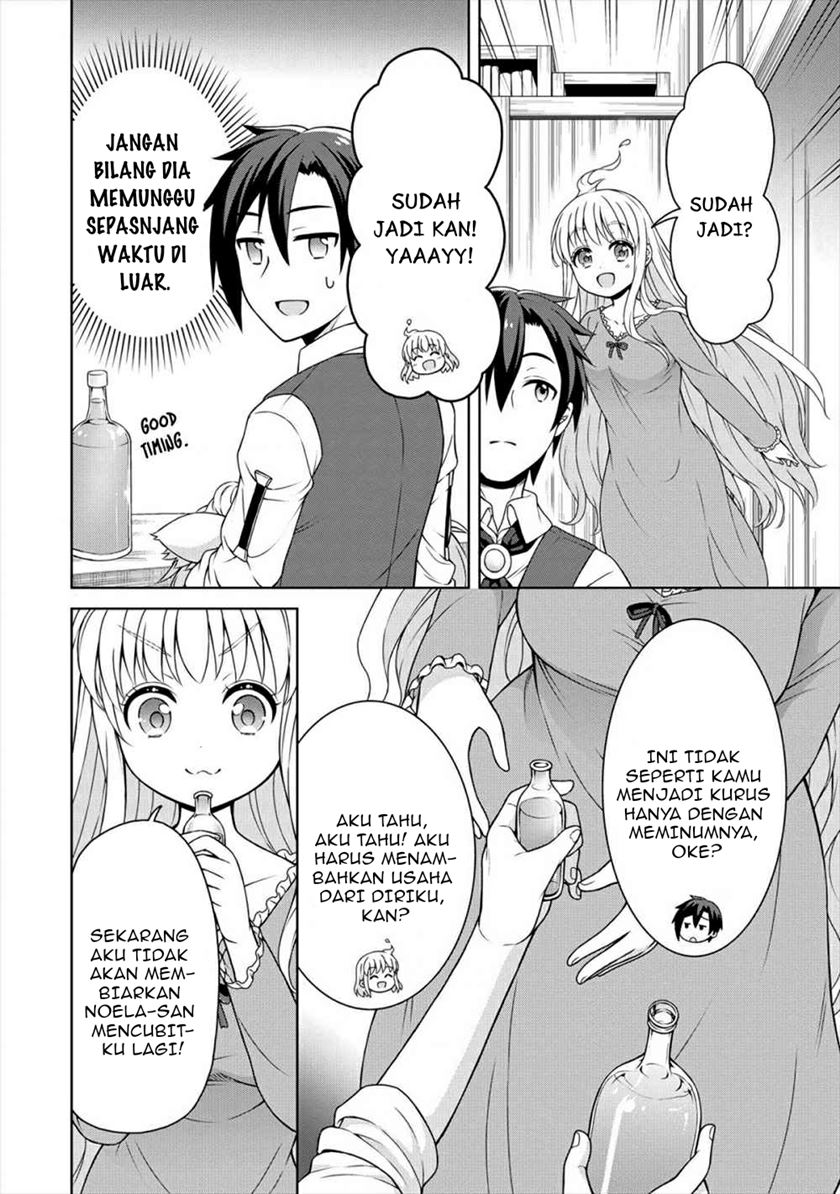 SUDAH
JADI?
SUDAH
JADI KAN!
YAAAYY!
JANGAN
BILANG DIA
MEMUNGGU
SEPASNJANG
WAKTU DI
LUAR.
GOOD
TIMING.
INI TIDAK
SEPERTI KAMU
MENJADI KURUS
HANYA DENGAN
MEMINUMNYA,
OKE?
AKU TAHU,
AKU TAHU! AKU
HARUS MENAM-
BAHKAN USAHA
DARI DIRIKU,
KAN?
SEKARANG
AKU TIDAK
AKAN MEM-
BIARKAN
NOELA-SAN
MENCUBIT-
KU LAGI!